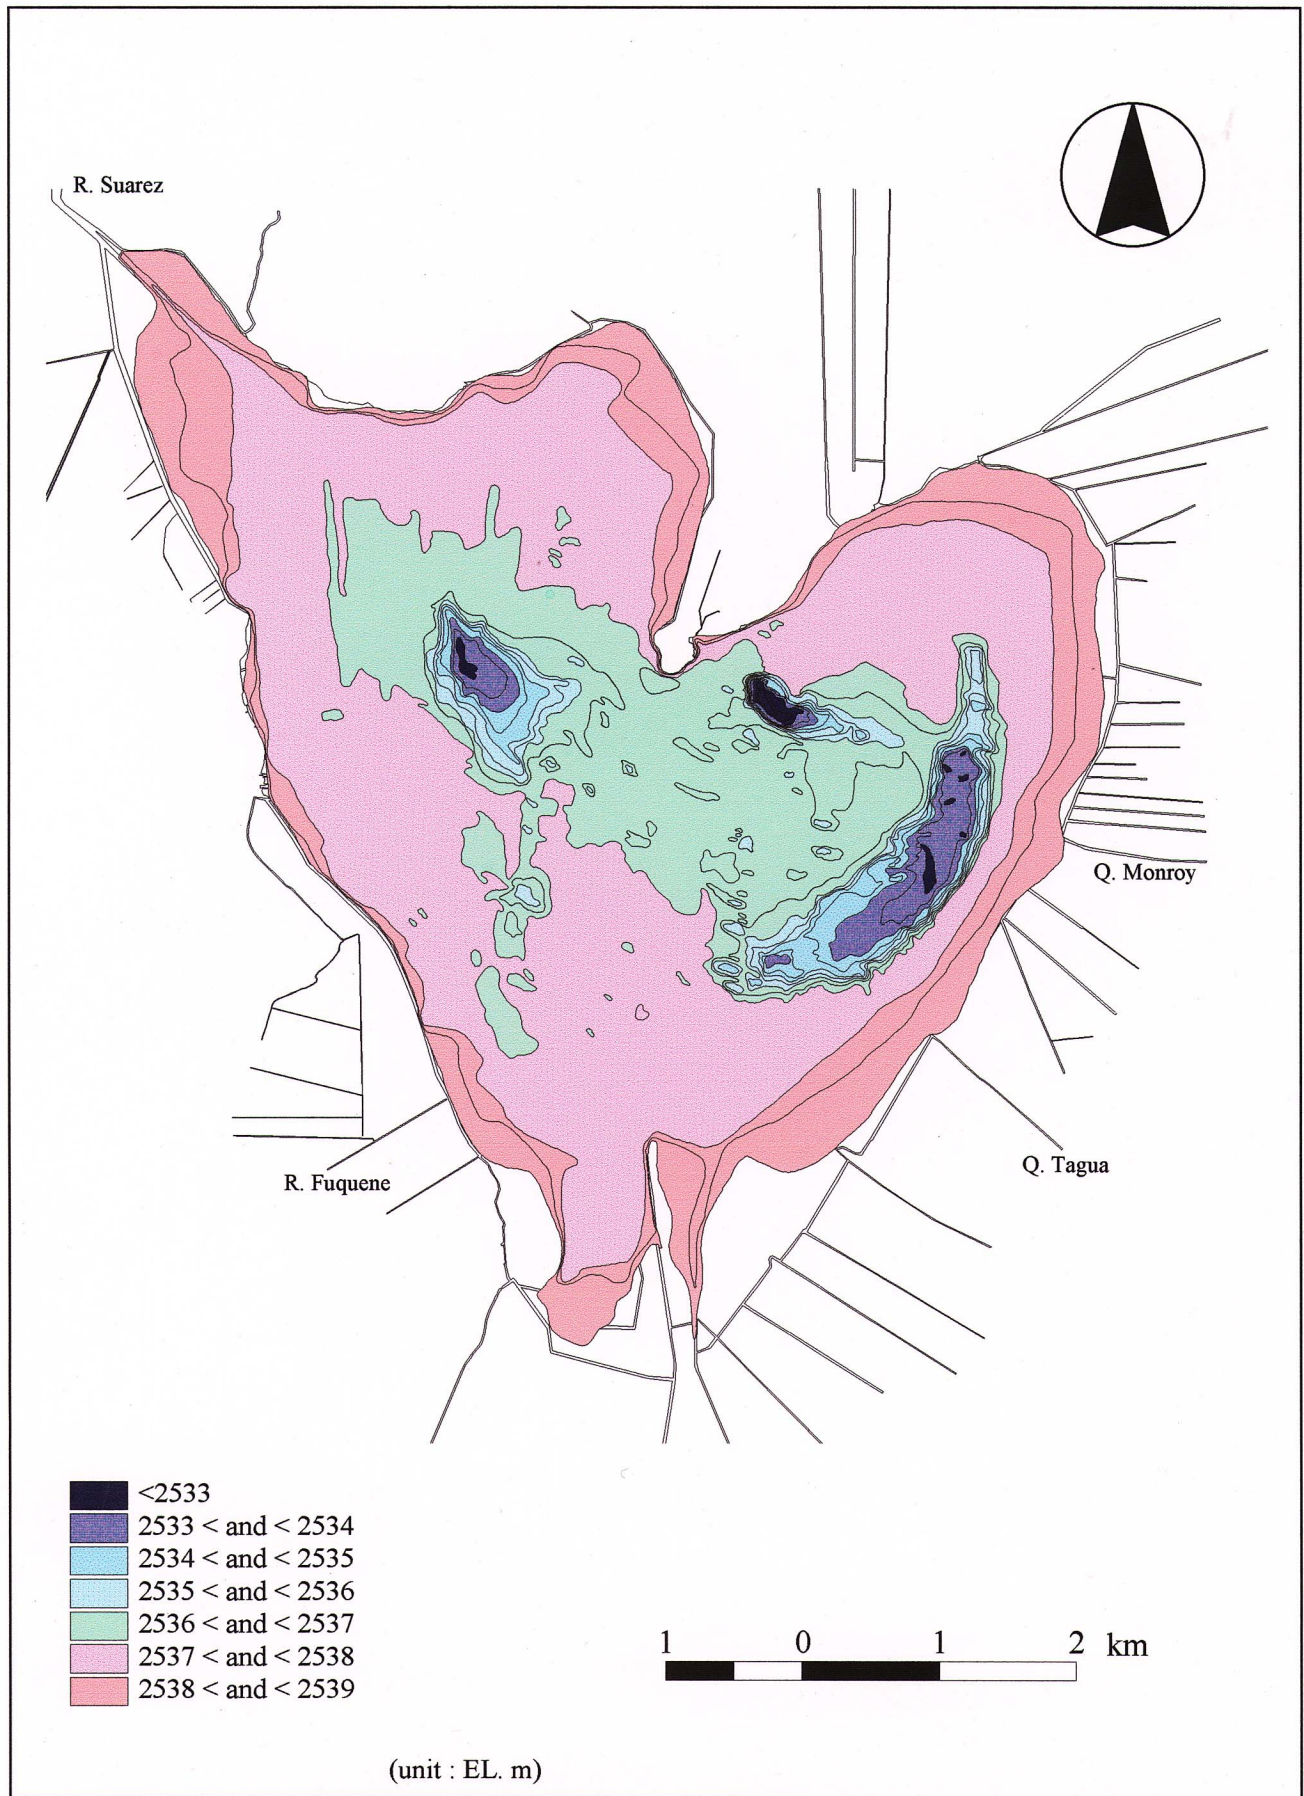 R. Suarez
Q. Monroy
Q. Tagua
R. Fuquene
<2533
2533 < and < 2534
2534 < and < 2535
2535 < and < 2536
2536 < and < 2537
2537 < and < 2538
2538 < and < 2539
1 0 1 2 km
(unit : EL. m)